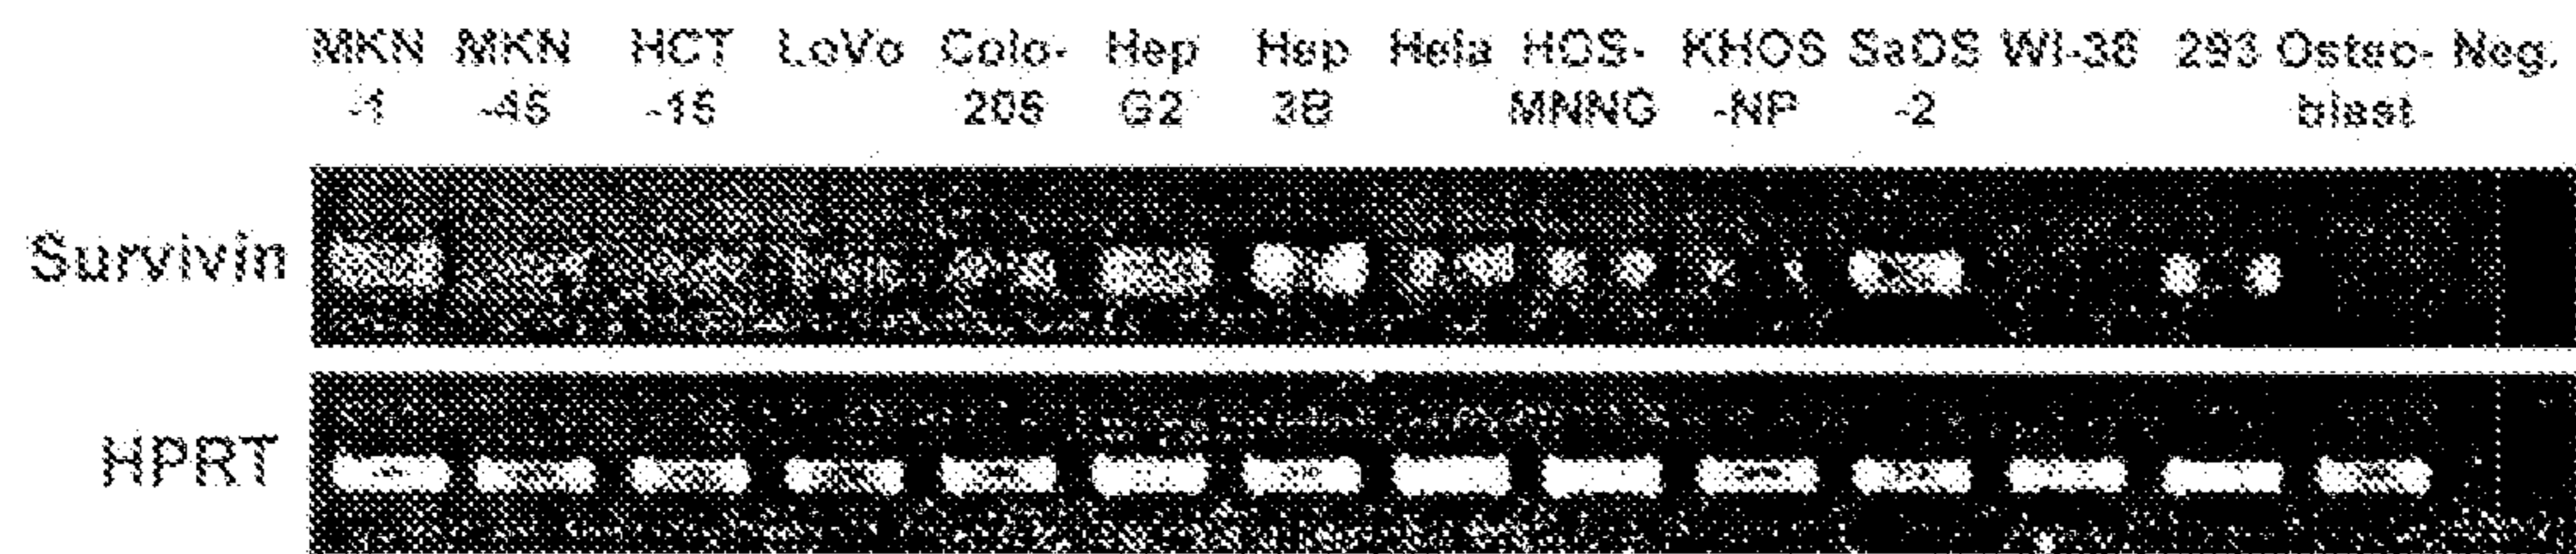 MKN MKN HCT LoVo Colo- Hep Hep Hela HOS- KHOS SaOS WI-38 293 Osteo- Neg.
-1 -45 -15 205 G2 3B MNNG -NP -2 blast
Survivin
HPRT